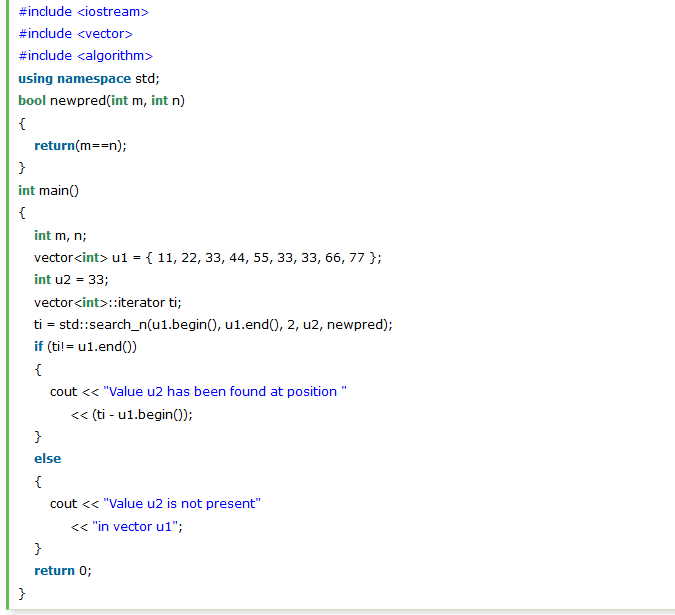 #include <iostream>
#include <vector>
#include <algorithm>
using namespace std;
bool newpred(int m, int n)
{
return(m==n);
}
int main()
{
int m, n;
vector<int> u1 = { 11, 22, 33, 44, 55, 33, 33, 66, 77 };
int u2 = 33;
vector<int>::iterator ti;
ti = std::search_n(u1.begin(), u1.end(), 2, u2, newpred);
if (ti!= u1.end())
{
cout << "Value u2 has been found at position "
<< (ti - u1.begin());
}
else
{
cout << "Value u2 is not present"
<< "in vector u1";
}
return 0;
}